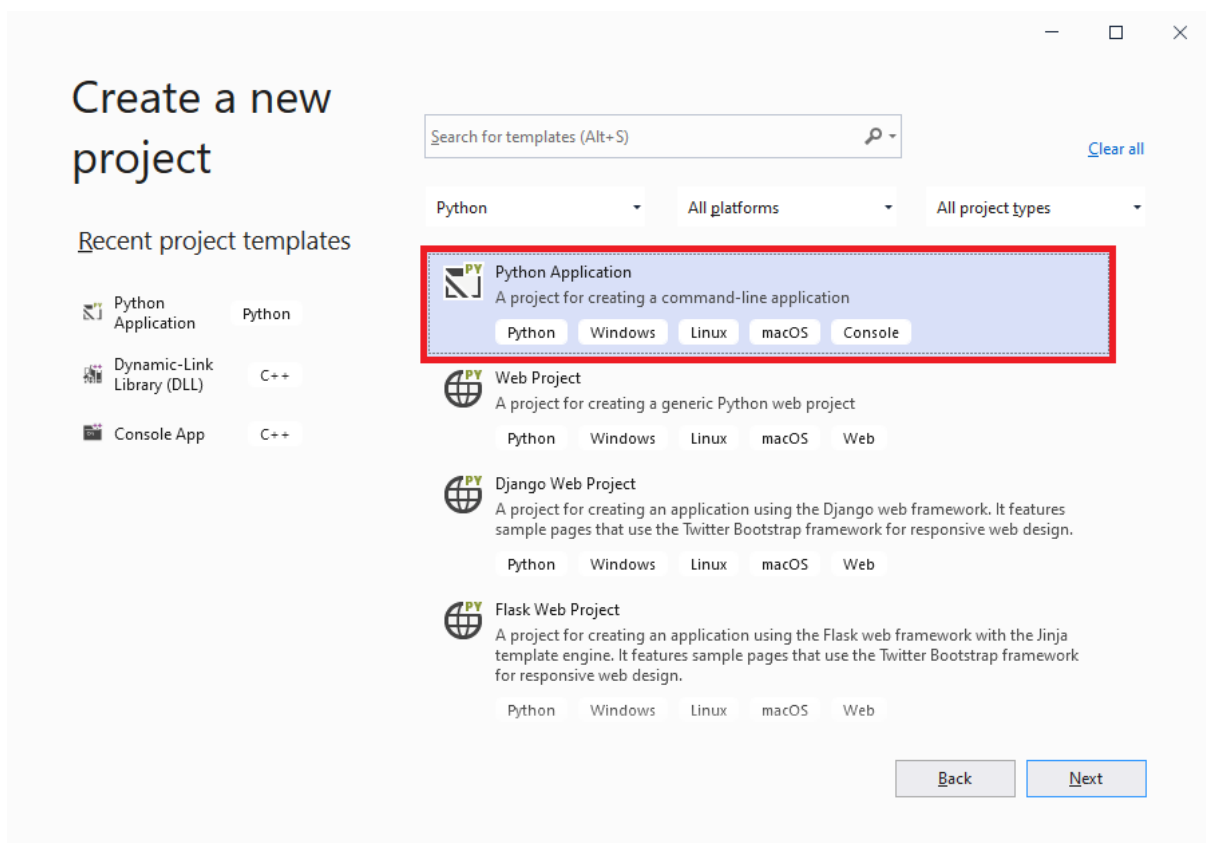 Create a new
project
Search for templates (Alt+S)
Clear all
Python
All platforms
All project types
Recent project templates
Python
Application
Python
Dynamic-Link
Library (DLL)
C++
Console App
C++
PY
Python Application
A project for creating a command-line application
Python Windows Linux macOS Console
PY
Web Project
A project for creating a generic Python web project
Python Windows Linux macOS Web
PY
Django Web Project
A project for creating an application using the Django web framework. It features
sample pages that use the Twitter Bootstrap framework for responsive web design.
Python Windows Linux macOS Web
PY
Flask Web Project
A project for creating an application using the Flask web framework with the Jinja
template engine. It features sample pages that use the Twitter Bootstrap framework
for responsive web design.
Python Windows Linux macOS Web
Back
Next